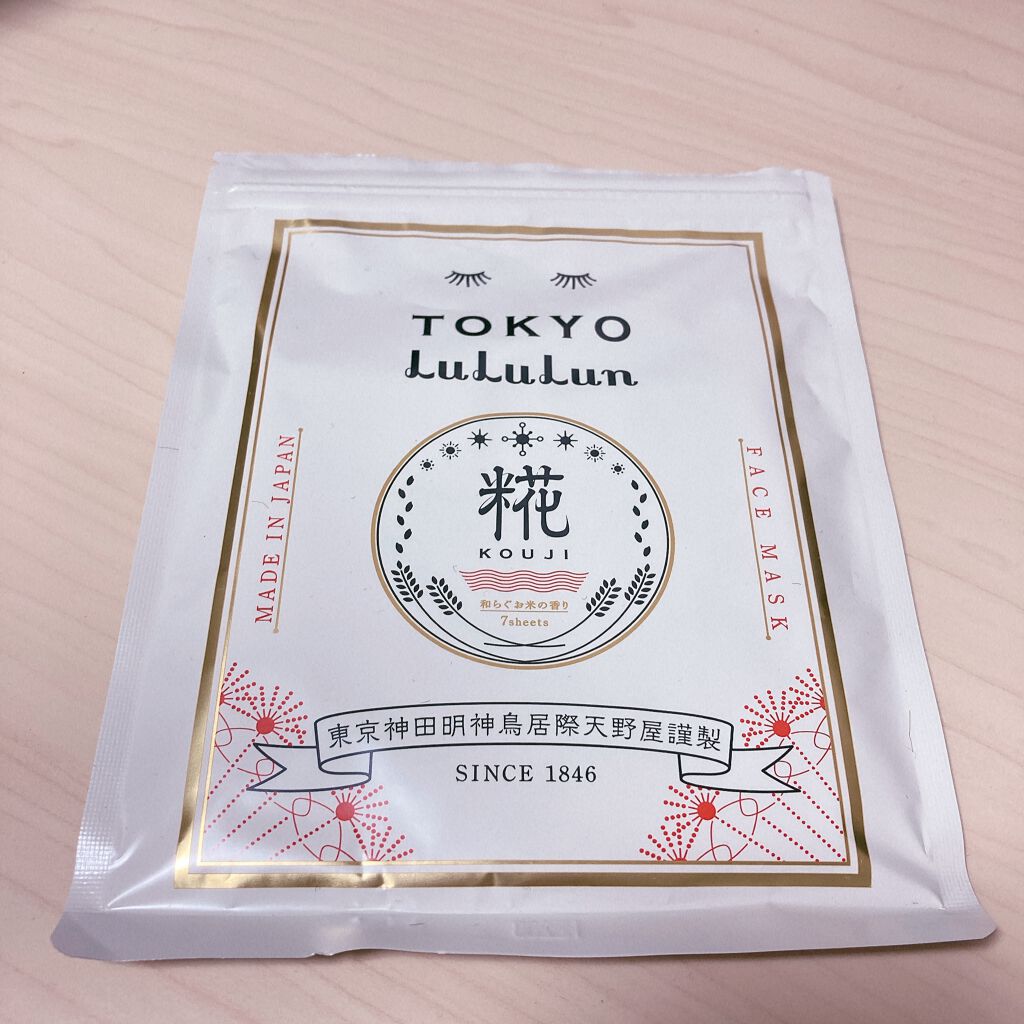 TOKYO
LuLuLun
MADE IN JAPAN
FACE MASK
糀
KOUJI
和らぐお米の香り
7sheets
東京神田明神鳥居際天野屋謹製
SINCE 1846